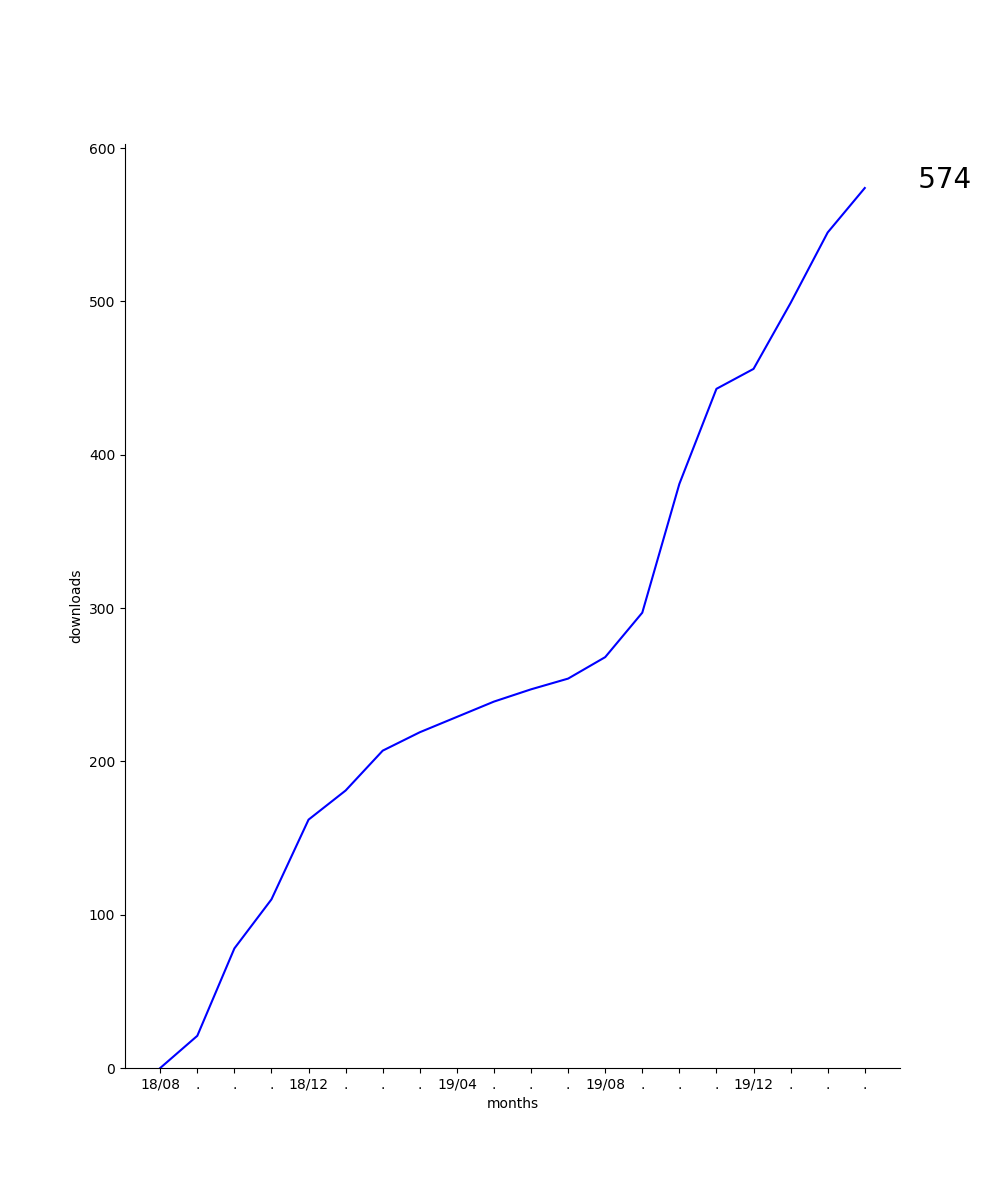 600
574
500
400
downloads
300
200
100
0
18/08 . . . 18/12 . . . 19/04 . . . 19/08 . . . 19/12 . . .
months